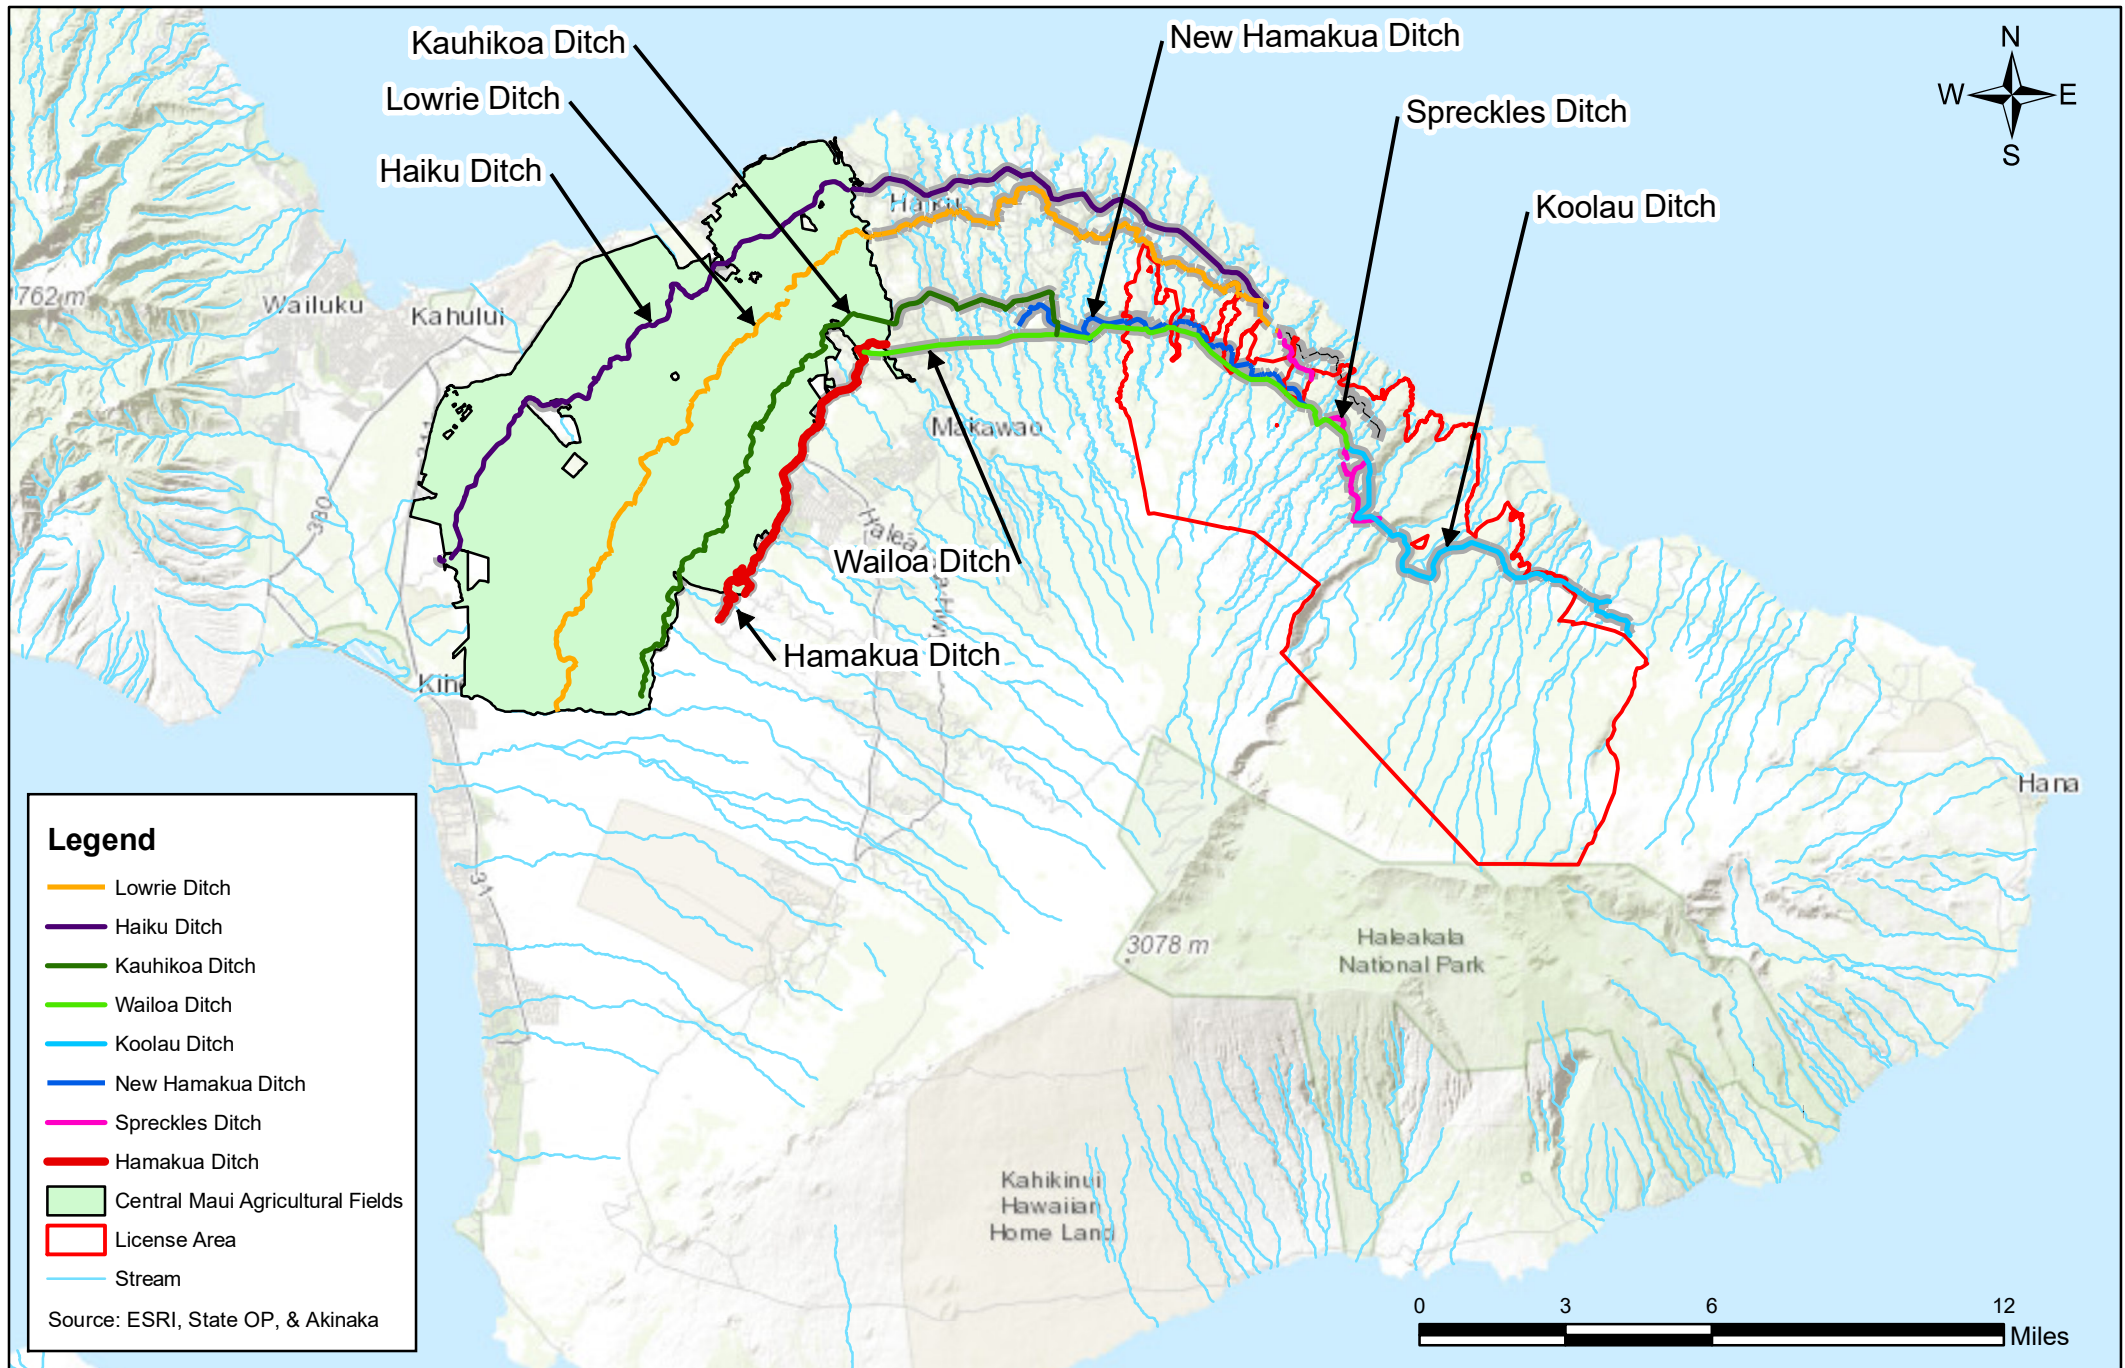 Kauhikoa Ditch
New Hamakua Ditch
N
W E
S
Lowrie Ditch
Spreckles Ditch
Haiku Ditch
Koolau Ditch
762 m
Wailuku
Kahului
Makawao
380
Wailoa Ditch
Hamakua Ditch
31
Hana
3078 m
Haleakala
National Park
Kahikinui
Hawaiian
Home Land
Legend
Lowrie Ditch
Haiku Ditch
Kauhikoa Ditch
Wailoa Ditch
Koolau Ditch
New Hamakua Ditch
Spreckles Ditch
Hamakua Ditch
Central Maui Agricultural Fields
License Area
Stream
Source: ESRI, State OP, & Akinaka
0 3 6 12
Miles